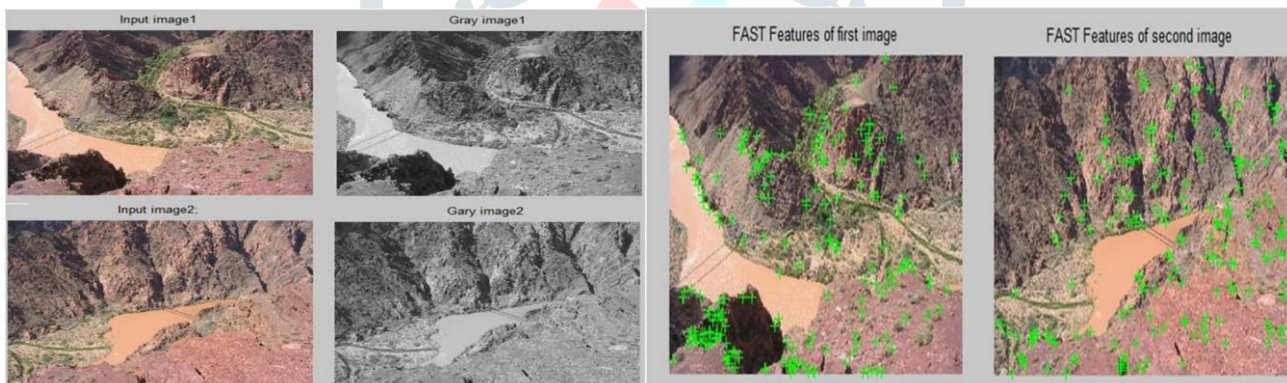 Input image1
Gray image1
Input image2;
Gary image2
FAST Features of first image
FAST Features of second image